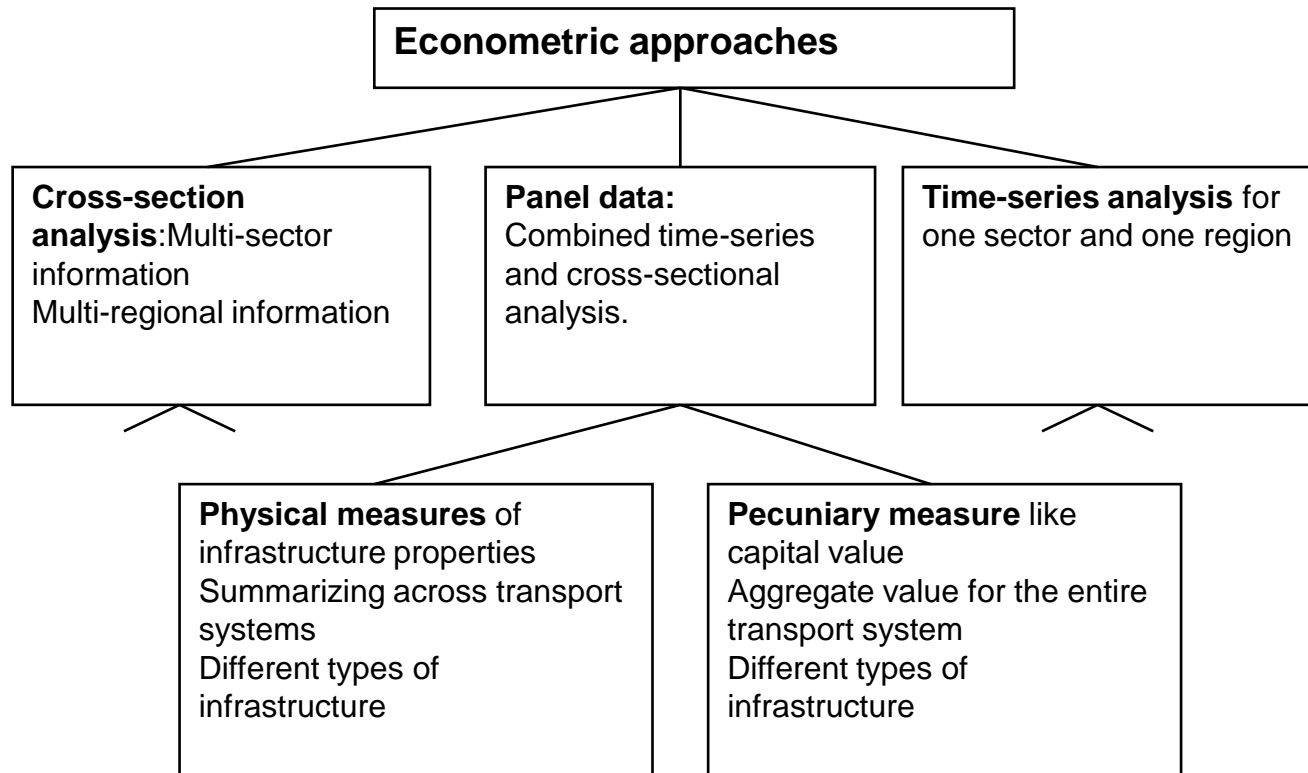 Econometric approaches
Cross-section
analysis:Multi-sector
information
Multi-regional information
Panel data:
Combined time-series
and cross-sectional
analysis.
Time-series analysis for
one sector and one region
Physical measures of
infrastructure properties
Summarizing across transport
systems
Different types of
infrastructure
Pecuniary measure like
capital value
Aggregate value for the entire
transport system
Different types of
infrastructure